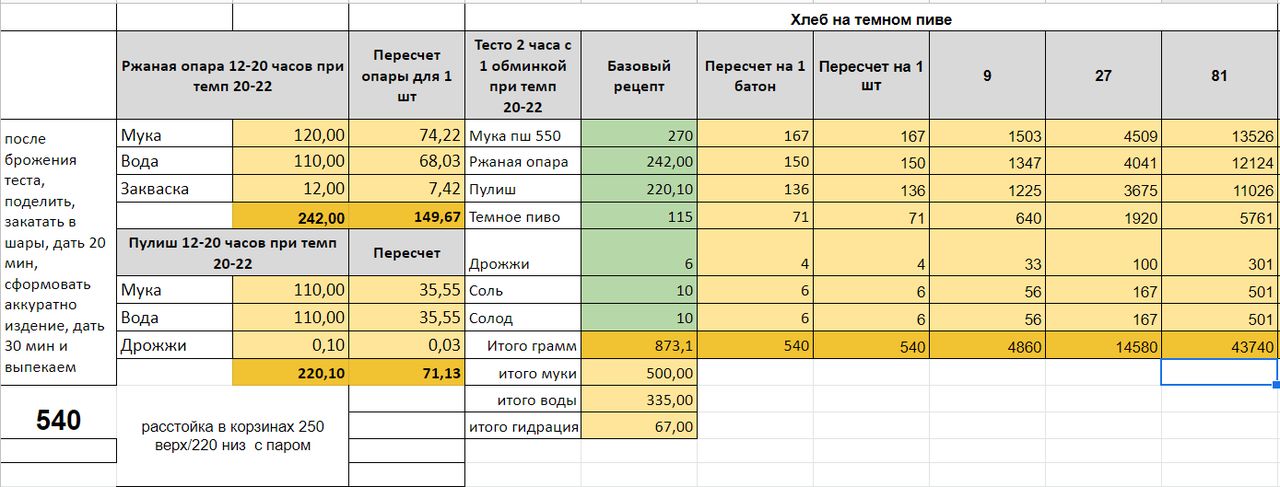 Хлеб на темном пиве
Ржаная опара 12-20 часов при
темп 20-22
Пересчет
опары для 1
шт
Тесто 2 часа с
1 обминкой
при темп
20-22
Базовый
рецепт
Пересчет на 1
батон
Пересчет на 1
шт
9
27
81
после
брожения
теста,
поделить,
закатать в
шары, дать 20
мин,
сформовать
аккуратно
издение, дать
30 мин и
выпекаем
540
Мука 120,00 74,22
Вода 110,00 68,03
Закваска 12,00 7,42
242,00 149,67
Пулиш 12-20 часов при темп
20-22
Пересчет
Мука 110,00 35,55
Вода 110,00 35,55
Дрожжи 0,10 0,03
220,10 71,13
расстойка в корзинах 250
верх/220 низ с паром
Мука пш 550 270 167 167 1503 4509 13526
Ржаная опара 242,00 150 150 1347 4041 12124
Пулиш 220,10 136 136 1225 3675 11026
Темное пиво 115 71 71 640 1920 5761
Дрожжи 6 4 4 33 100 301
Соль 10 6 6 56 167 501
Солод 10 6 6 56 167 501
Итого грамм 873,1 540 540 4860 14580 43740
итого муки 500,00
итого воды 335,00
итого гидрация 67,00